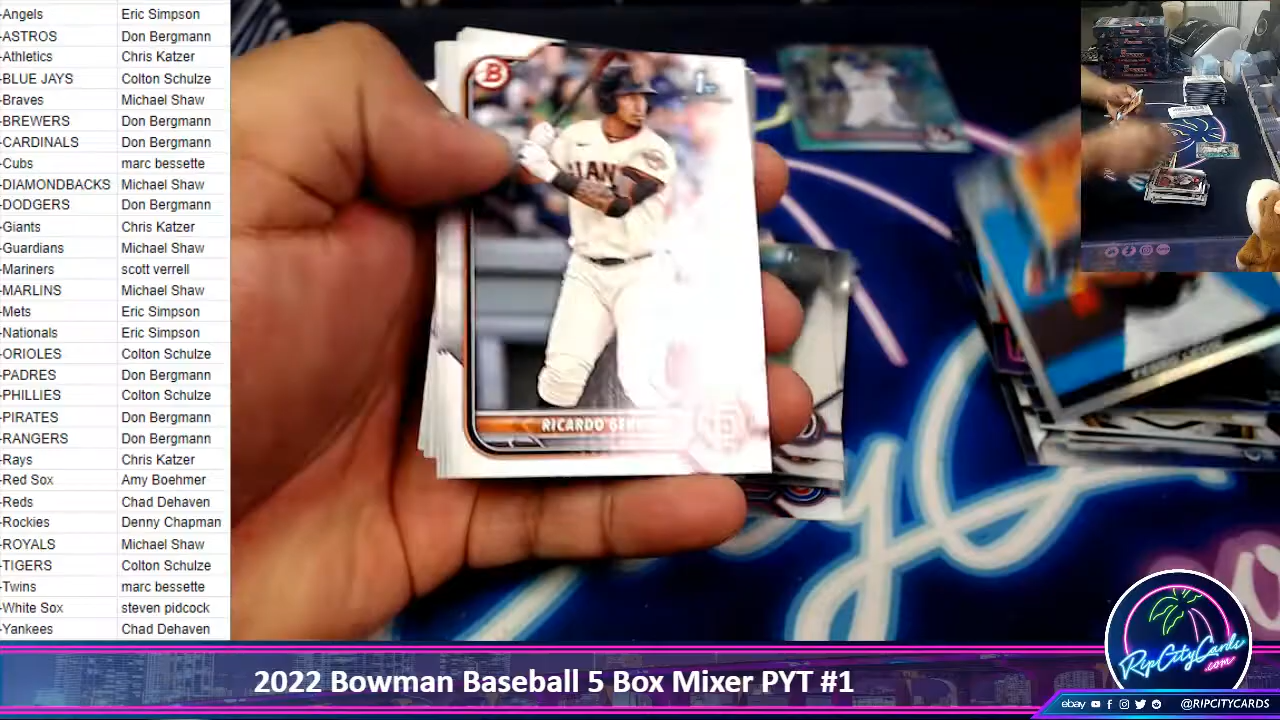 -Angels Eric Simpson
-ASTROS Don Bergmann
-Athletics Chris Katzer
-BLUE JAYS Colton Schulze
-Braves Michael Shaw
-BREWERS Don Bergmann
-CARDINALS Don Bergmann
-Cubs marc bessette
-DIAMONDBACKS Michael Shaw
-DODGERS Don Bergmann
-Giants Chris Katzer
-Guardians Michael Shaw
-Mariners scott verrell
-MARLINS Michael Shaw
-Mets Eric Simpson
-Nationals Eric Simpson
-ORIOLES Colton Schulze
-PADRES Don Bergmann
-PHILLIES Colton Schulze
-PIRATES Don Bergmann
-RANGERS Don Bergmann
-Rays Chris Katzer
-Red Sox Amy Boehmer
-Reds Chad Dehaven
-Rockies Denny Chapman
-ROYALS Michael Shaw
-TIGERS Colton Schulze
-Twins marc bessette
-White Sox steven pidcock
-Yankees Chad Dehaven
B
1st
GIAN
RICARDO
RipCityCards
.com
2022 Bowman Baseball 5 Box Mixer PYT #1
ebay @RIPCITYCARDS